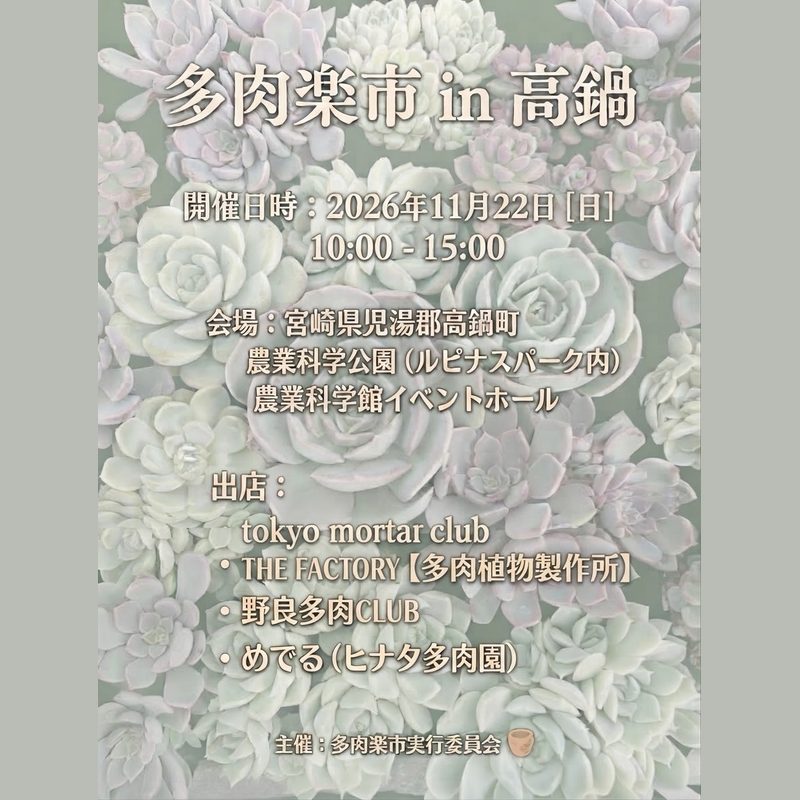 多肉楽市 in 高鍋
開催日時：2026年11月22日［日］
10:00 - 15:00
会場：宮崎県児湯郡高鍋町
農業科学公園（ルピナスパーク内）
農業科学館イベントホール
出店：
tokyo mortar club
・THE FACTORY【多肉植物製作所】
・野良多肉CLUB
・めでる（ヒナタ多肉園）
主催：多肉楽市実行委員会